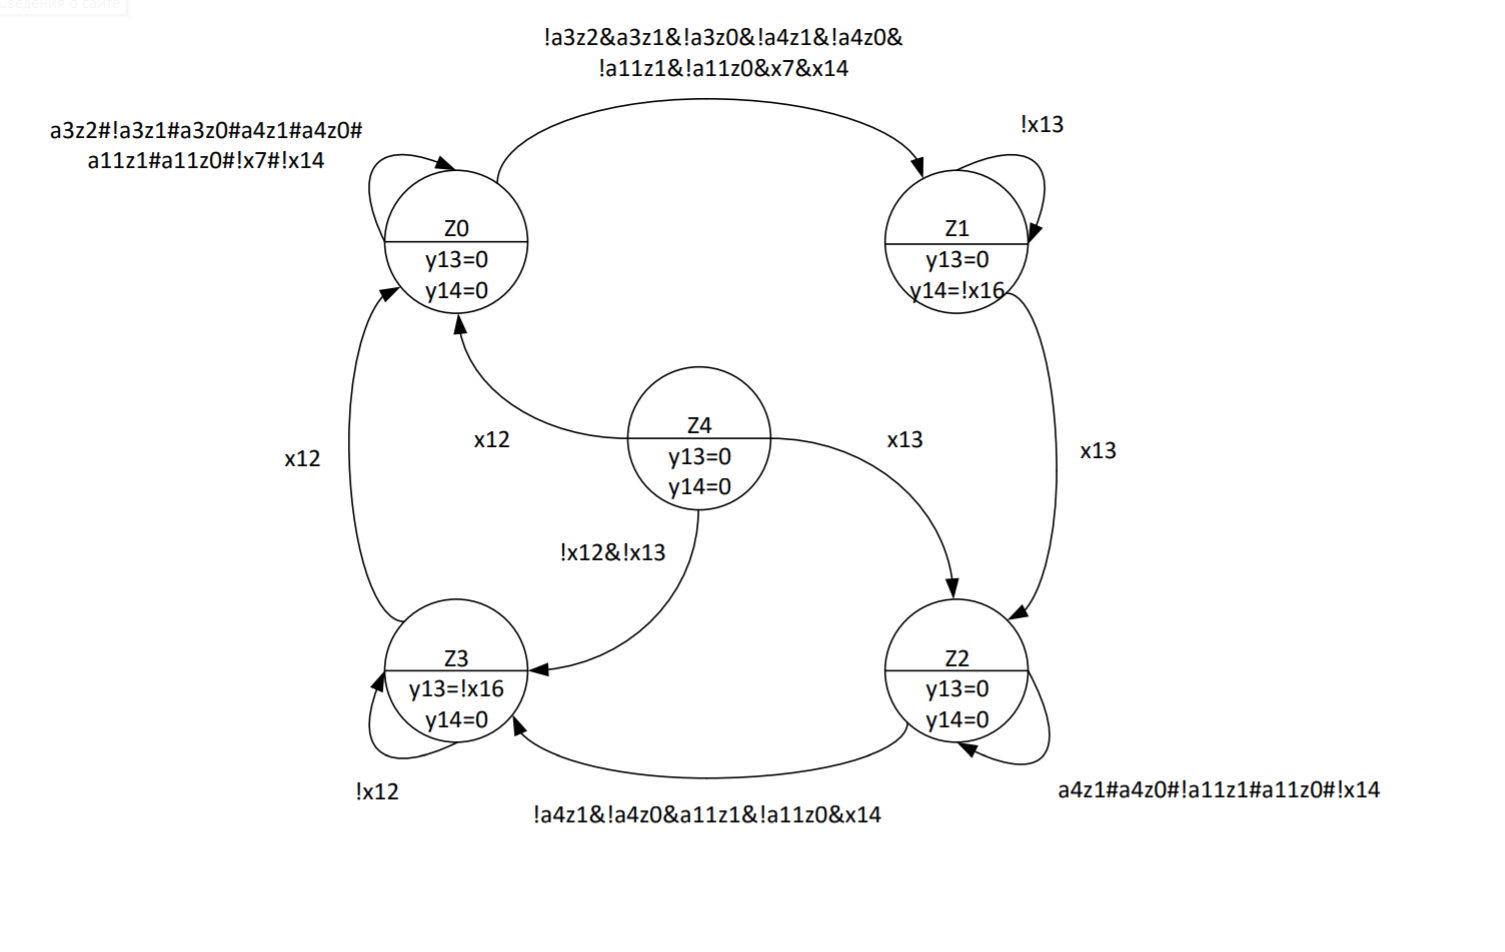 Сведения о сайте
!a3z2&a3z1&!a3z0&!a4z1&!a4z0&
!a11z1&!a11z0&x7&x14
a3z2#!a3z1#a3z0#a4z1#a4z0#
a11z1#a11z0#!x7#!x14
!x13
Z0
y13=0
y14=0
Z1
y13=0
y14=!x16
x12
x12
Z4
y13=0
y14=0
x13
x13
!x12&!x13
Z3
y13=!x16
y14=0
Z2
y13=0
y14=0
!x12
!a4z1&!a4z0&a11z1&!a11z0&x14
a4z1#a4z0#!a11z1#a11z0#!x14